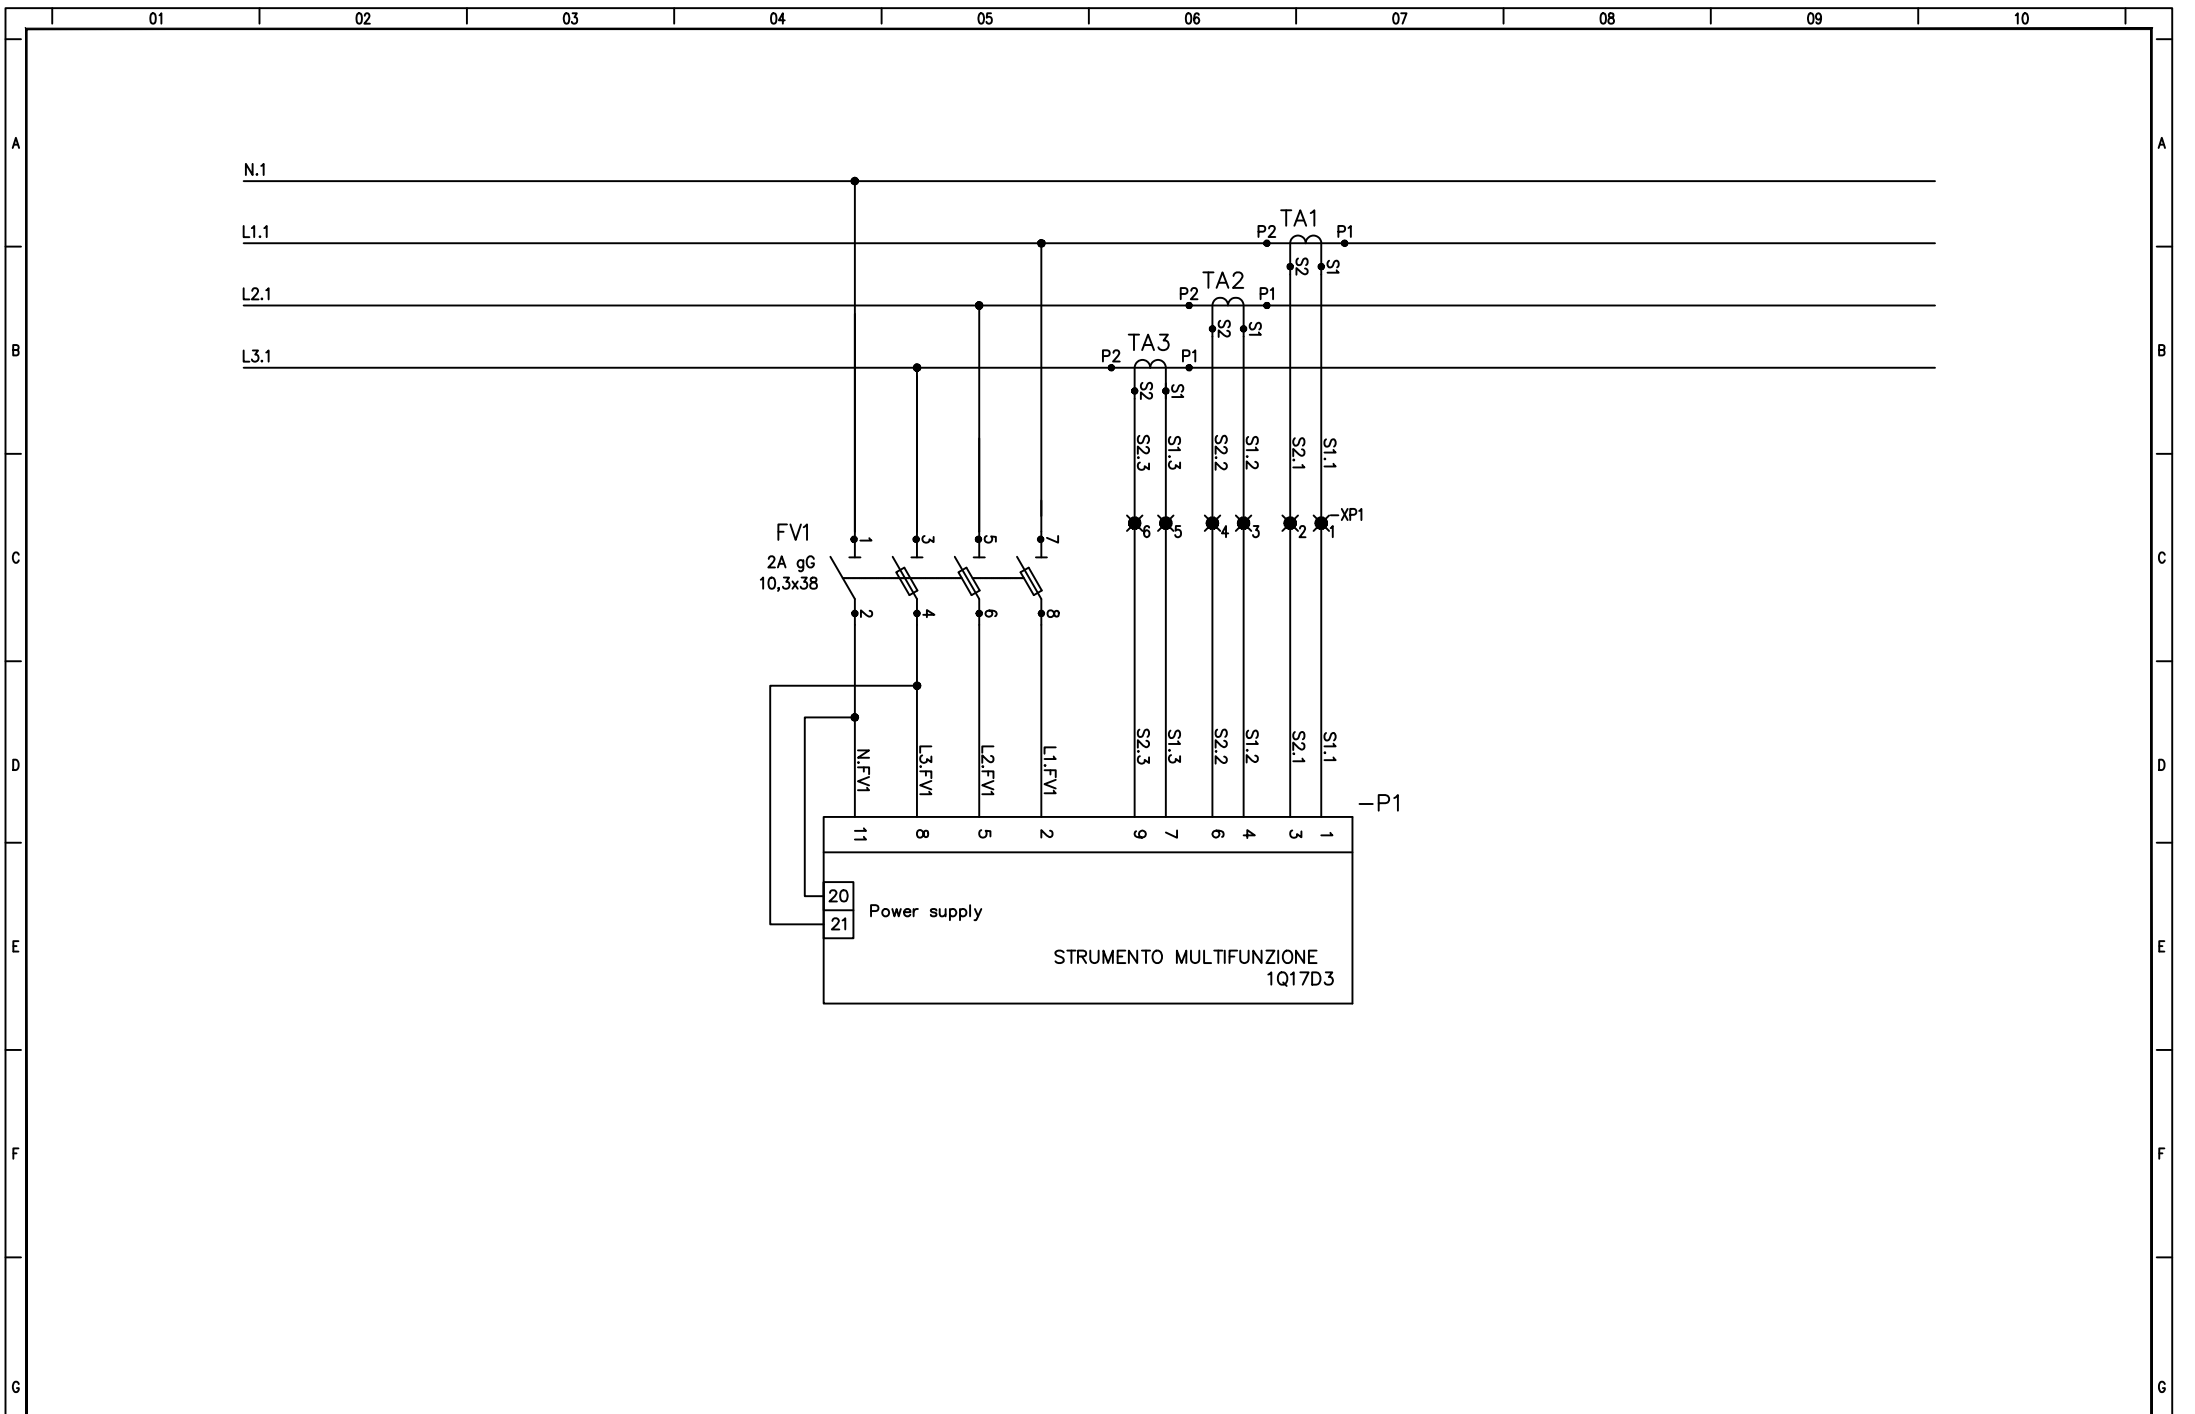 01 02 03 04 05 06 07 08 09 10
A A
N.1
TA1
L1.1 P2 P1
S2 S1
TA2
L2.1 P2 P1
S2 S1
TA3
B B
L3.1 P2 P1
S2 S1
S2.3 S1.3 S2.2 S1.2 S2.1 S1.1
-XP1
6 5 4 3 2 1
FV1
1 3 5 7
C C
2A gG
10,3x38
2 4 6 8
S2.3 S1.3 S2.2 S1.2 S2.1 S1.1
D D
N.FV1 L3.FV1 L2.FV1 L1.FV1
-P1
11 8 5 2 9 7 6 4 3 1
20
Power supply
21
E E
STRUMENTO MULTIFUNZIONE
1Q17D3
F F
G G